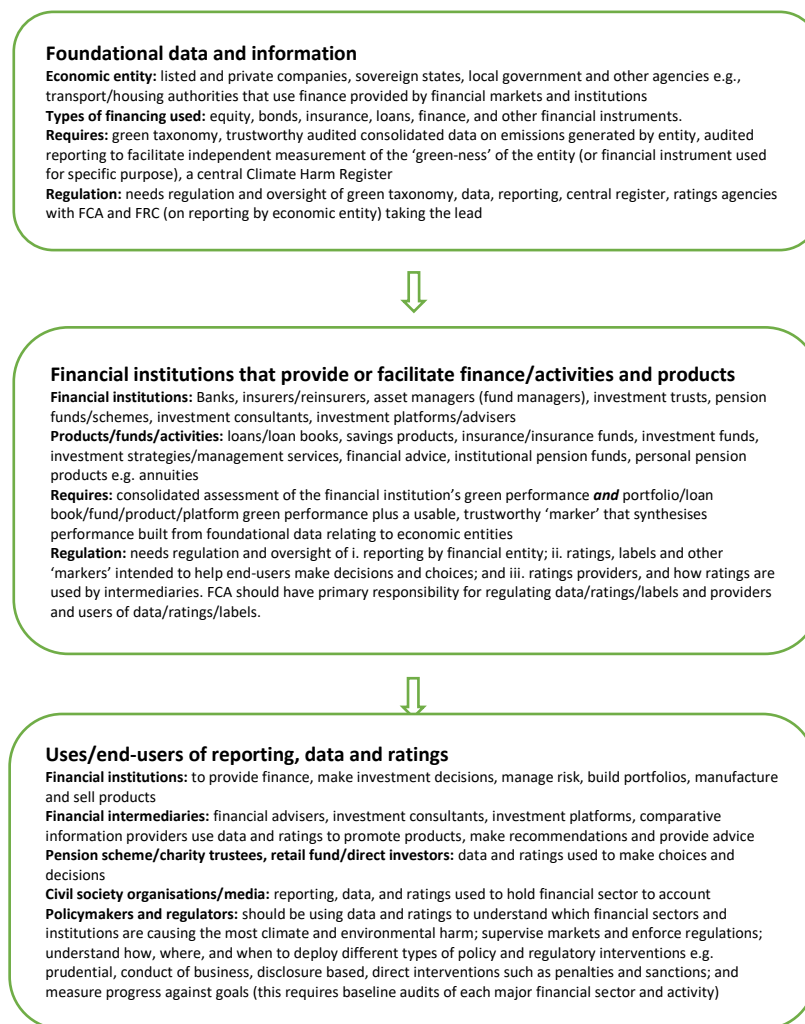 Foundational data and information
Economic entity: listed and private companies, sovereign states, local government and other agencies e.g.,
transport/housing authorities that use finance provided by financial markets and institutions
Types of financing used: equity, bonds, insurance, loans, finance, and other financial instruments.
Requires: green taxonomy, trustworthy audited consolidated data on emissions generated by entity, audited
reporting to facilitate independent measurement of the ‘green-ness’ of the entity (or financial instrument used
for specific purpose), a central Climate Harm Register
Regulation: needs regulation and oversight of green taxonomy, data, reporting, central register, ratings agencies
with FCA and FRC (on reporting by economic entity) taking the lead
Financial institutions that provide or facilitate finance/activities and products
Financial institutions: Banks, insurers/reinsurers, asset managers (fund managers), investment trusts, pension
funds/schemes, investment consultants, investment platforms/advisers
Products/funds/activities: loans/loan books, savings products, insurance/insurance funds, investment funds,
investment strategies/management services, financial advice, institutional pension funds, personal pension
products e.g. annuities
Requires: consolidated assessment of the financial institution’s green performance and portfolio/loan
book/fund/product/platform green performance plus a usable, trustworthy ‘marker’ that synthesises
performance built from foundational data relating to economic entities
Regulation: needs regulation and oversight of i. reporting by financial entity; ii. ratings, labels and other
‘markers’ intended to help end-users make decisions and choices; and iii. ratings providers, and how ratings are
used by intermediaries. FCA should have primary responsibility for regulating data/ratings/labels and providers
and users of data/ratings/labels.
Uses/end-users of reporting, data and ratings
Financial institutions: to provide finance, make investment decisions, manage risk, build portfolios, manufacture
and sell products
Financial intermediaries: financial advisers, investment consultants, investment platforms, comparative
information providers use data and ratings to promote products, make recommendations and provide advice
Pension scheme/charity trustees, retail fund/direct investors: data and ratings used to make choices and
decisions
Civil society organisations/media: reporting, data, and ratings used to hold financial sector to account
Policymakers and regulators: should be using data and ratings to understand which financial sectors and
institutions are causing the most climate and environmental harm; supervise markets and enforce regulations;
understand how, where, and when to deploy different types of policy and regulatory interventions e.g.
prudential, conduct of business, disclosure based, direct interventions such as penalties and sanctions; and
measure progress against goals (this requires baseline audits of each major financial sector and activity)